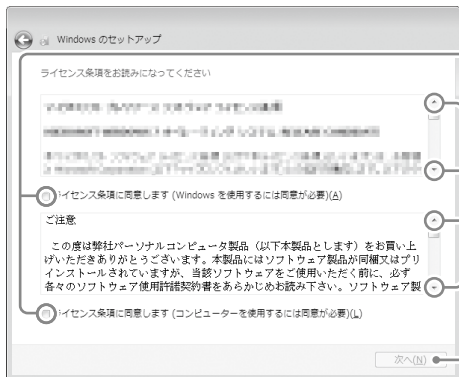 Windows のセットアップ
ライセンス条項をお読みになってください
イセンス条項に同意します (Windows を使用するには同意が必要)(A)
ご注意
この度は弊社パーソナルコンピュータ製品（以下本製品とします）をお買い上
げいただきありがとうございます。本製品にはソフトウェア製品が同梱又はプリ
インストールされていますが、当該ソフトウェアをご使用いただく前に、必ず
各々のソフトウェア使用許諾契約書をあらかじめお読み下さい。ソフトウェア製
イセンス条項に同意します (コンピューターを使用するには同意が必要)(L)
次へ(N)